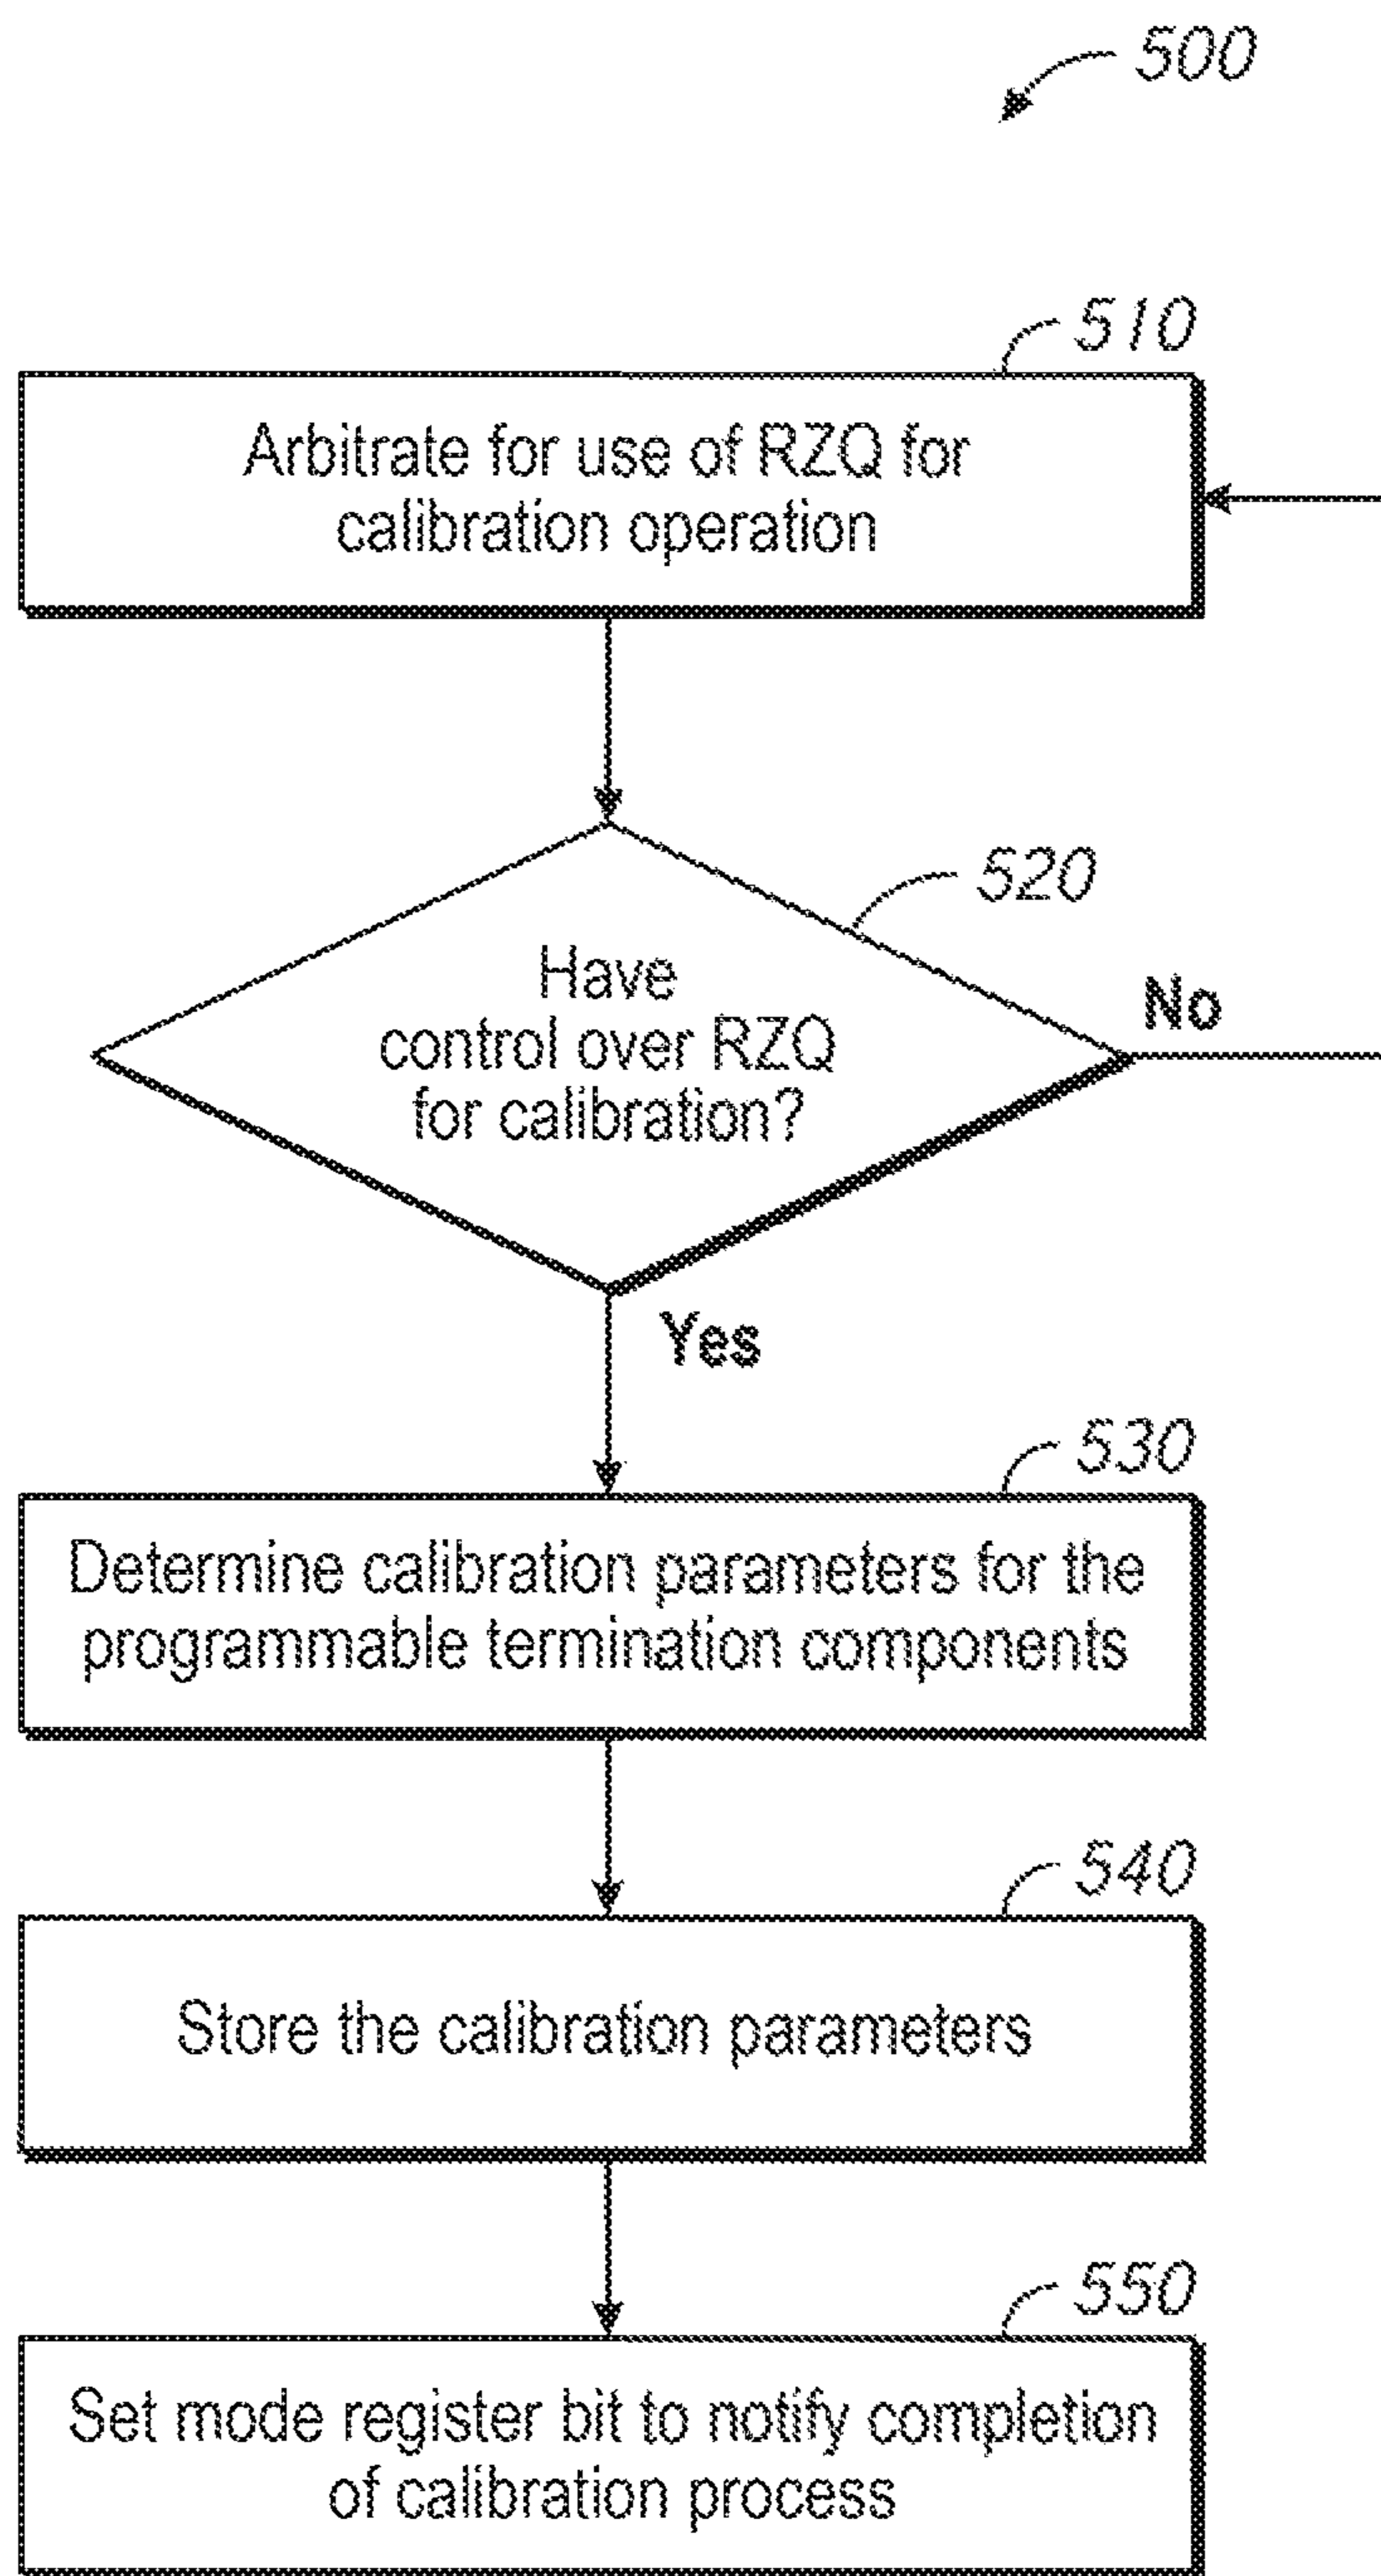 500
510
Arbitrate for use of RZQ for
calibration operation
520
Have
control over RZQ
for calibration?
No
Yes
530
Determine calibration parameters for the
programmable termination components
540
Store the calibration parameters
550
Set mode register bit to notify completion
of calibration process